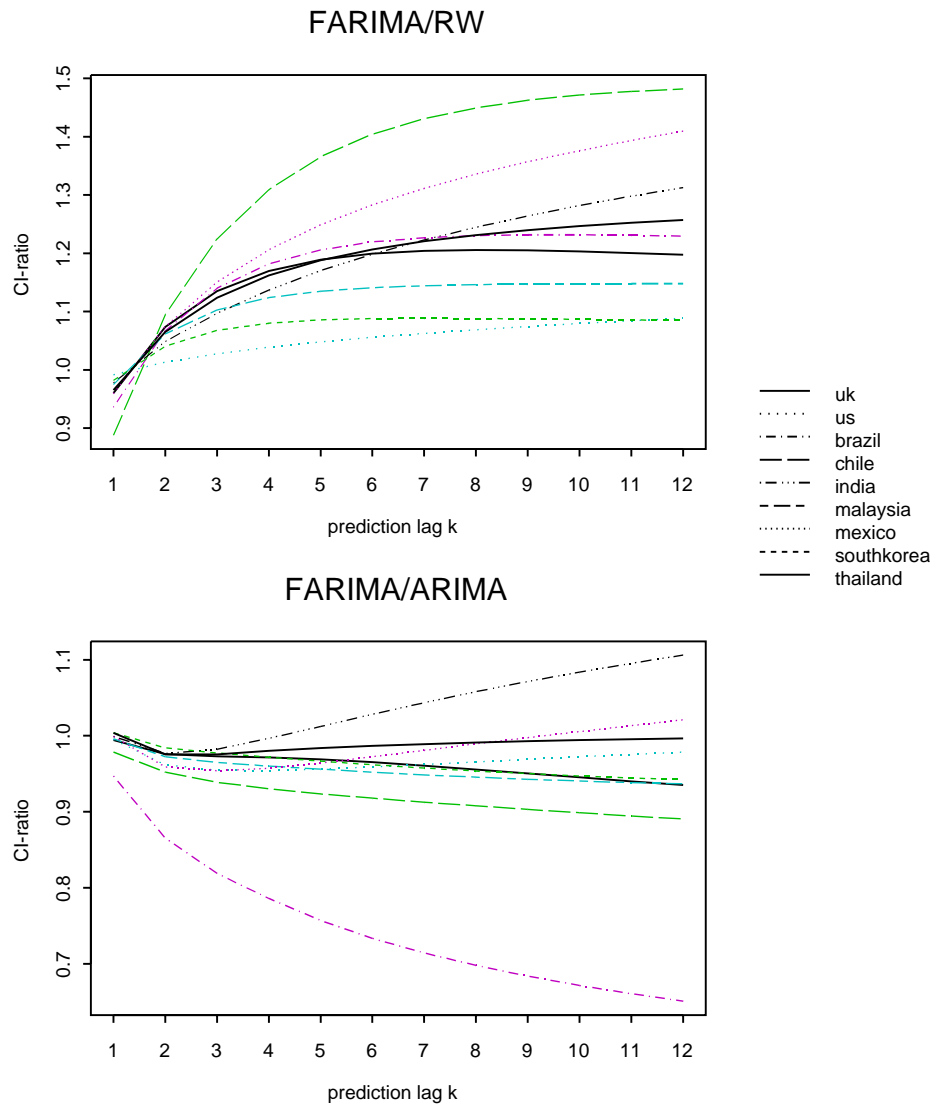 FARIMA/RW
CI-ratio
1.5
1.4
1.3
1.2
1.1
1.0
0.9
1 2 3 4 5 6 7 8 9 10 11 12
prediction lag k
uk
us
brazil
chile
india
malaysia
mexico
southkorea
thailand
FARIMA/ARIMA
CI-ratio
1.1
1.0
0.9
0.8
0.7
1 2 3 4 5 6 7 8 9 10 11 12
prediction lag k